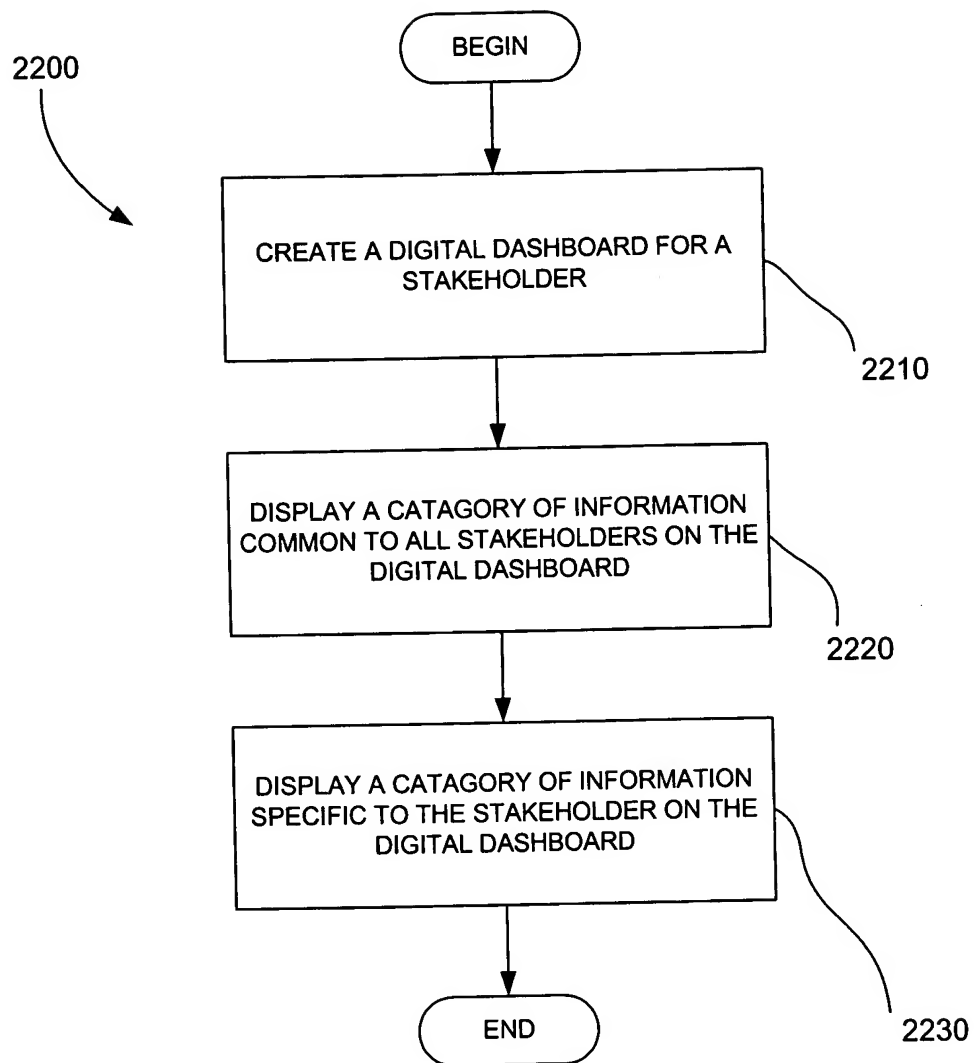 BEGIN
2200
CREATE A DIGITAL DASHBOARD FOR A
STAKEHOLDER
2210
DISPLAY A CATAGORY OF INFORMATION
COMMON TO ALL STAKEHOLDERS ON THE
DIGITAL DASHBOARD
2220
DISPLAY A CATAGORY OF INFORMATION
SPECIFIC TO THE STAKEHOLDER ON THE
DIGITAL DASHBOARD
2230
END